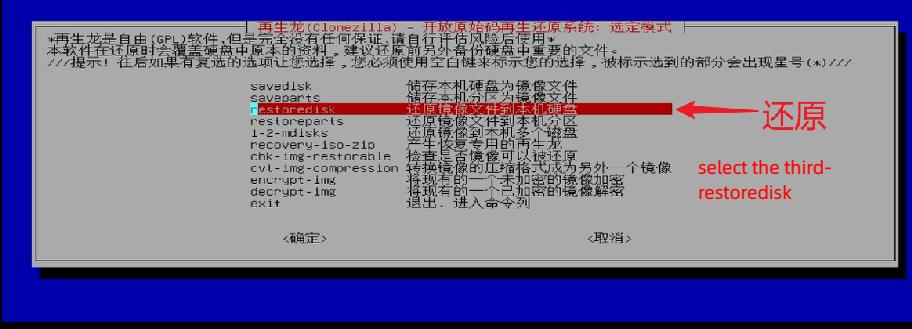 再生龙(Clonezilla) - 开放原始码再生还原系统: 选定模式
*再生龙是自由(GPL)软件,但是完全没有任何保证,请自行评估风险后使用*
本软件在还原时会覆盖硬盘中原本的资料，建议还原前另外备份硬盘中重要的文件。
///提示! 往后如果有复选的选项让您选择，您必须使用空白键来标示您的选择，被标示选到的部分会出现星号(*)///
savedisk 储存本机硬盘为镜像文件
saveparts 储存本机分区为镜像文件
restoredisk 还原镜像文件到本机硬盘
还原
restoreparts 还原镜像文件到本机分区
1-2-mdisks 还原镜像到本机多个磁盘
recovery-iso-zip 产生恢复专用的再生龙
chk-img-restorable 检查是否镜像可以被还原
cvt-img-compression 转换镜像的压缩格式成为另外一个镜像
encrypt-img 将现有的一个未加密的镜像加密
decrypt-img 将现有的一个已加密的镜像解密
exit 退出. 进入命令列
select the third-
restoredisk
<确定> <取消>